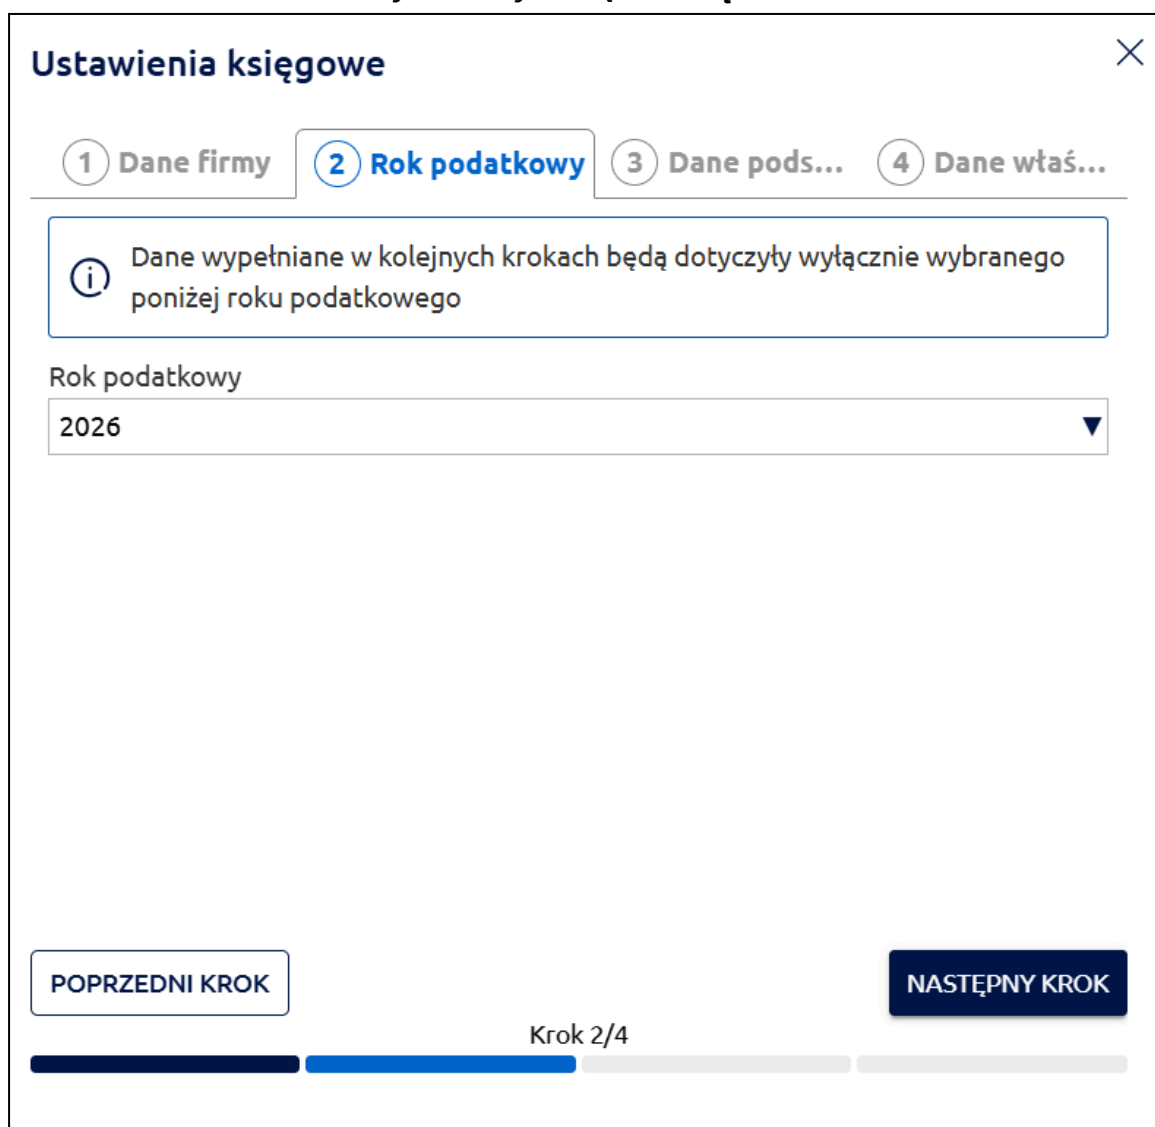 Ustawienia księgowe
1 Dane firmy
2 Rok podatkowy
3 Dane pods...
4 Dane właś...
Dane wypełniane w kolejnych krokach będą dotyczyły wyłącznie wybranego
poniżej roku podatkowego
Rok podatkowy
2026
POPRZEDNI KROK
NASTĘPNY KROK
Krok 2/4